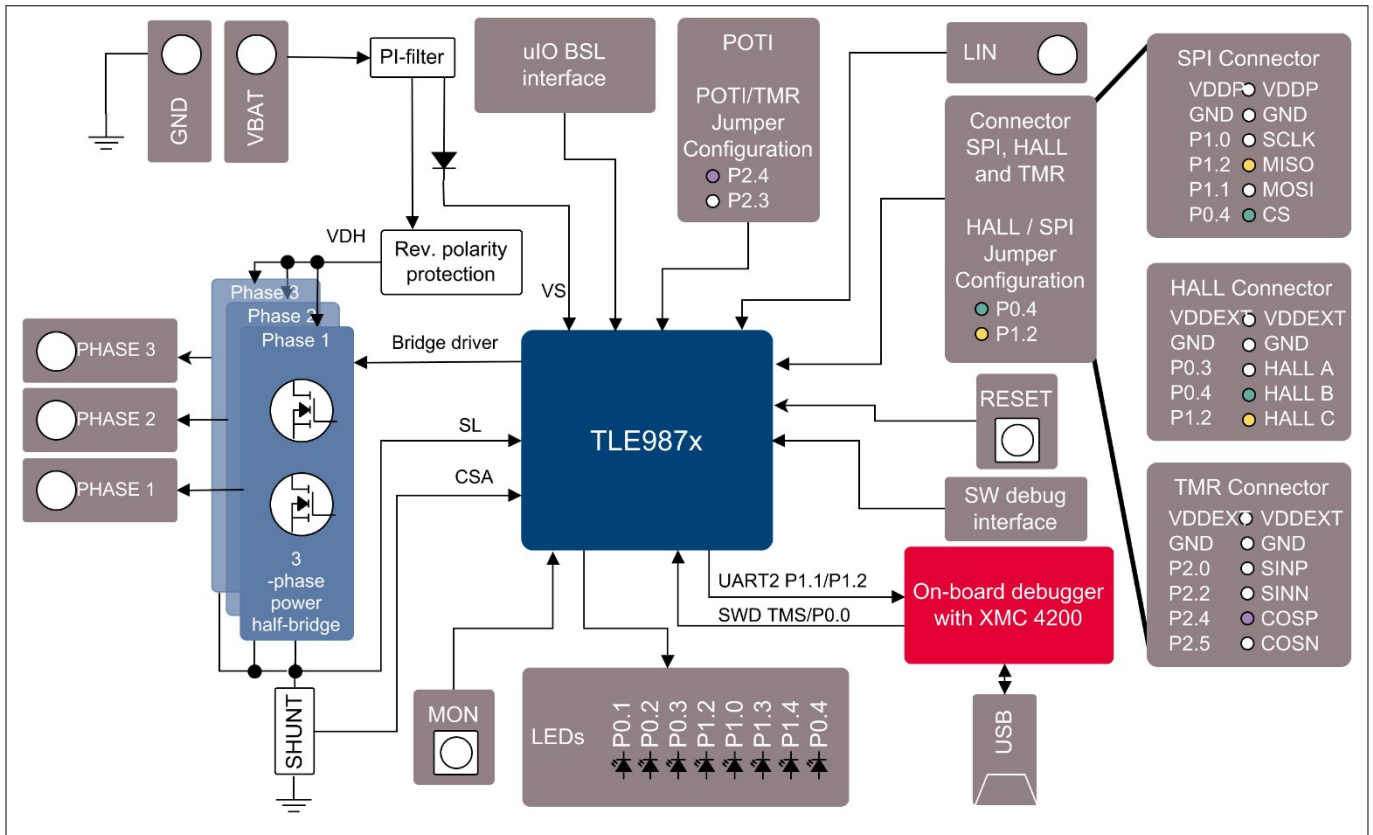 GND
VBAT
PI-filter
uIO BSL
interface
POTI
POTI/TMR
Jumper
Configuration
P2.4
P2.3
LIN
Connector
SPI, HALL
and TMR
HALL / SPI
Jumper
Configuration
P0.4
P1.2
SPI Connector
VDDP VDDP
GND GND
P1.0 SCLK
P1.2 MISO
P1.1 MOSI
P0.4 CS
HALL Connector
VDDEXT VDDEXT
GND GND
P0.3 HALL A
P0.4 HALL B
P1.2 HALL C
TMR Connector
VDDEXT VDDEXT
GND GND
P2.0 SINP
P2.2 SINN
P2.4 COSP
P2.5 COSN
VDH
Rev. polarity
protection
VS
Phase 3
Phase 2
Phase 1
PHASE 3
PHASE 2
PHASE 1
Bridge driver
SL
CSA
TLE987x
RESET
SW debug
interface
3
-phase
power
half-bridge
UART2 P1.1/P1.2
SWD TMS/P0.0
On-board debugger
with XMC 4200
SHUNT
MON
LEDs
P0.1
P0.2
P0.3
P1.2
P1.0
P1.3
P1.4
P0.4
USB